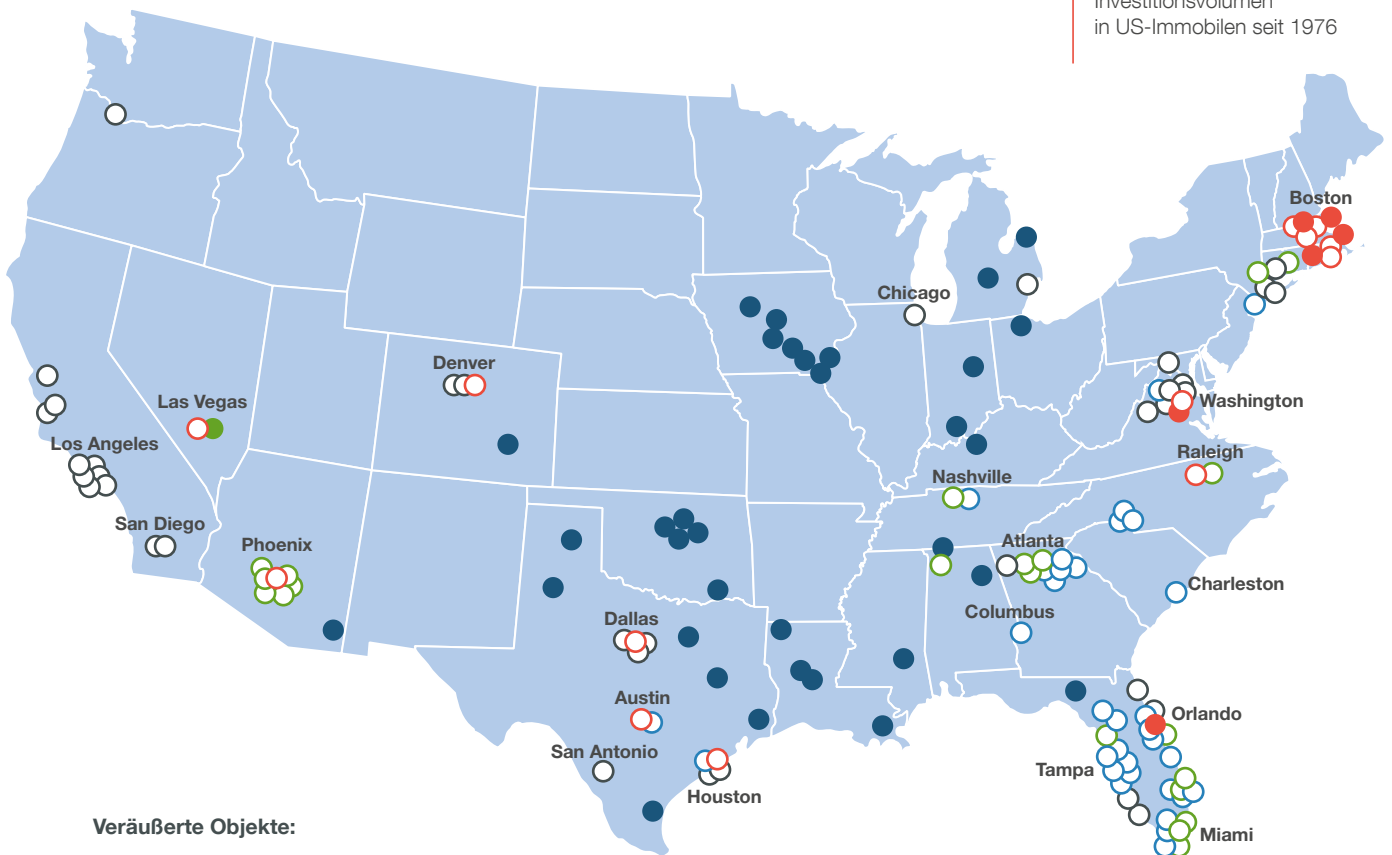 Investitionsvolumen
in US-Immobilen seit 1976
Boston
Chicago
Denver
Las Vegas
Washington
Los Angeles
Raleigh
Nashville
San Diego
Phoenix
Atlanta
Charleston
Columbus
Dallas
Austin
Orlando
San Antonio
Tampa
Houston
Veräußerte Objekte:
Miami